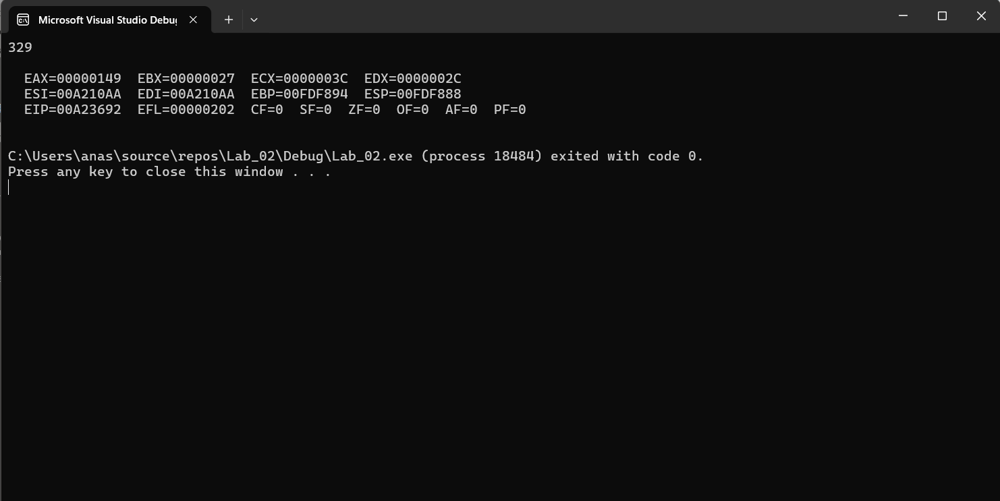 Microsoft Visual Studio Debug
329
EAX=00000149 EBX=00000027 ECX=0000003C EDX=0000002C
ESI=00A210AA EDI=00A210AA EBP=00FDF894 ESP=00FDF888
EIP=00A23692 EFL=00000202 CF=0 SF=0 ZF=0 OF=0 AF=0 PF=0
C:\Users\anas\source\repos\Lab_02\Debug\Lab_02.exe (process 18484) exited with code 0.
Press any key to close this window . . .